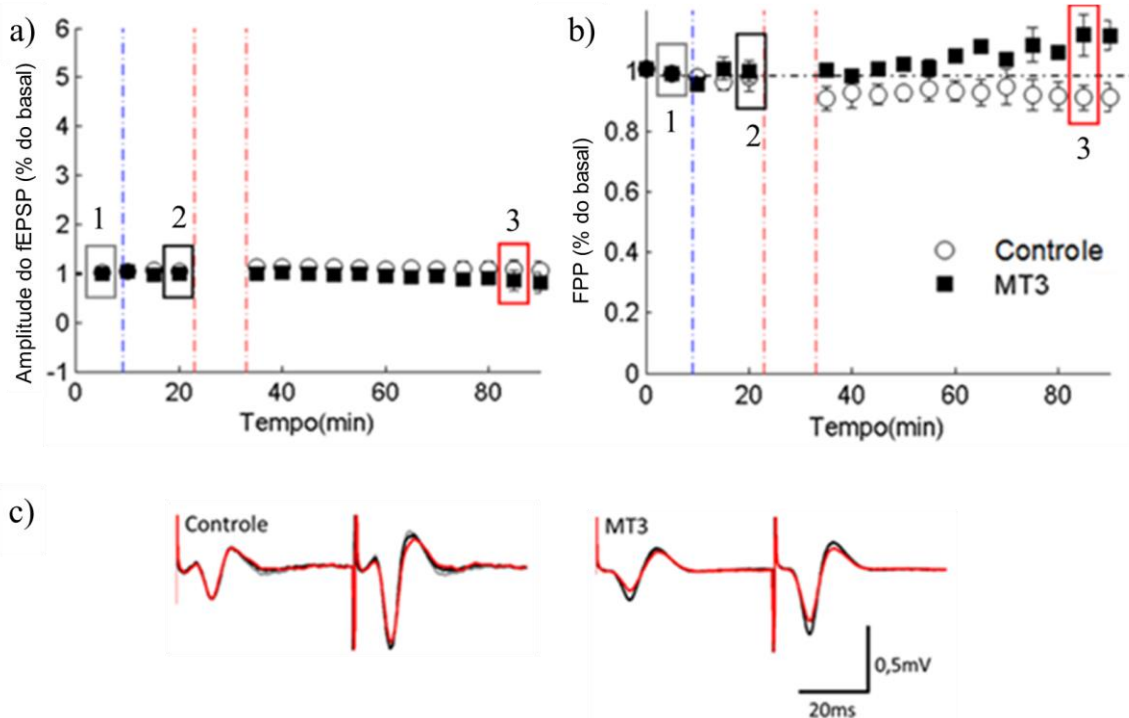 a)
Amplitude do fEPSP (% do basal)
6
5
4
3
2
1
0
-1
1
2
3
0
20
40
60
80
Tempo(min)
b)
FPP (% do basal)
1
0.8
0.6
0.4
0.2
0
1
2
3
Controle
MT3
0
20
40
60
80
Tempo(min)
c)
Controle
MT3
0,5mV
20ms